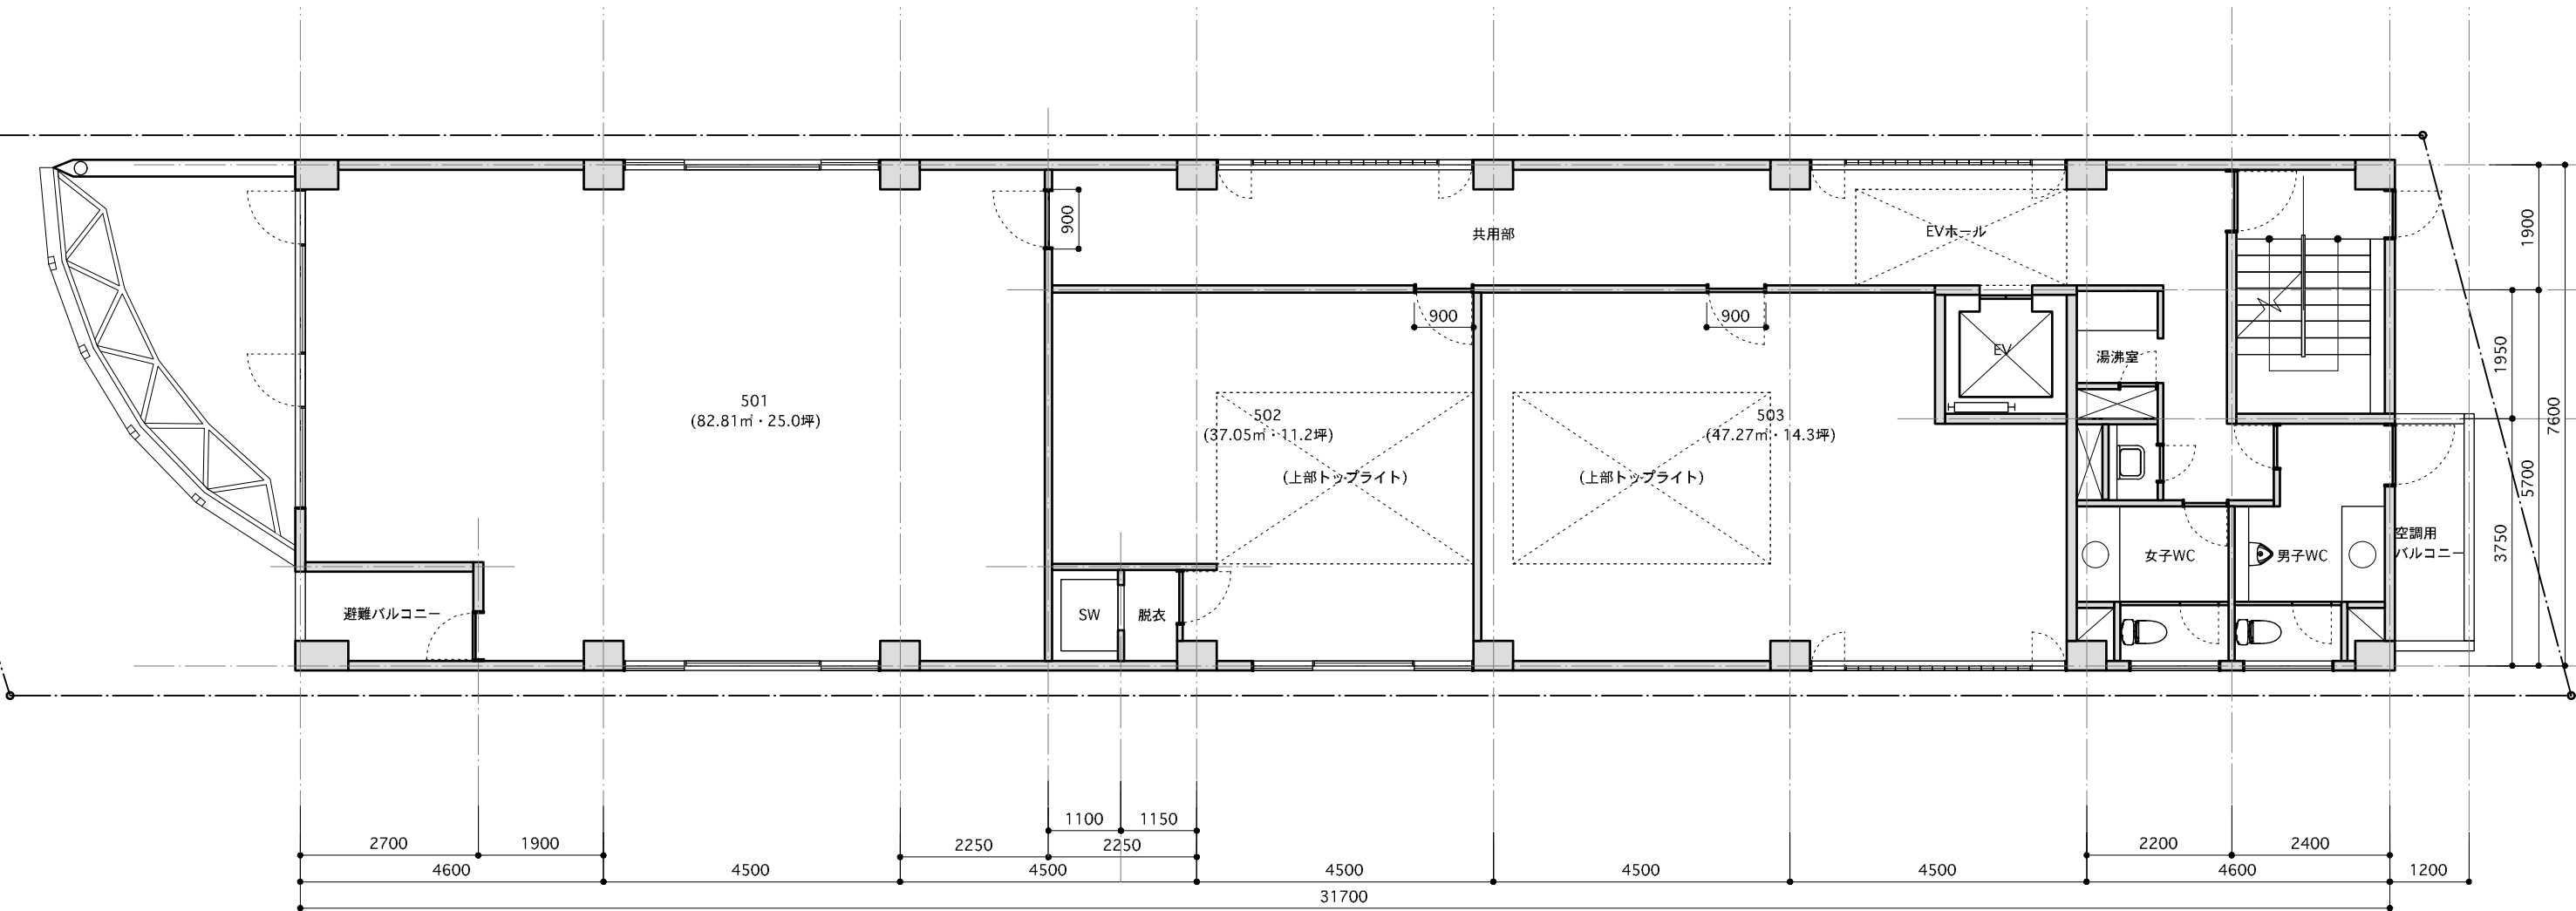 900
共用部
EVホール
900
900
EV
湯沸室
501
(82.81㎡・25.0坪)
502
(37.05㎡・11.2坪)
503
(47.27㎡・14.3坪)
(上部トップライト)
(上部トップライト)
避難バルコニー
SW
脱衣
女子WC
男子WC
空調用
バルコニー
1900
1950
3750
5700
7600
1100
1150
2700
1900
2250
2250
2200
2400
4600
4500
4500
4500
4500
4500
4600
1200
31700